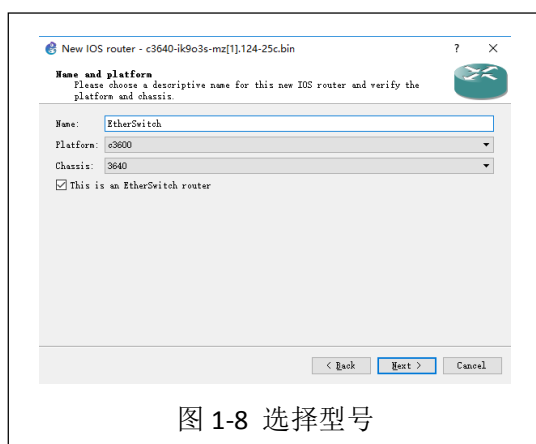 New IOS router - c3640-ik9o3s-mz[1].124-25c.bin
Name and platform
Please choose a descriptive name for this new IOS router and verify the
platform and chassis.
Name: EtherSwitch
Platform: c3600
Chassis: 3640
This is an EtherSwitch router
< Back Next > Cancel
图 1-8 选择型号